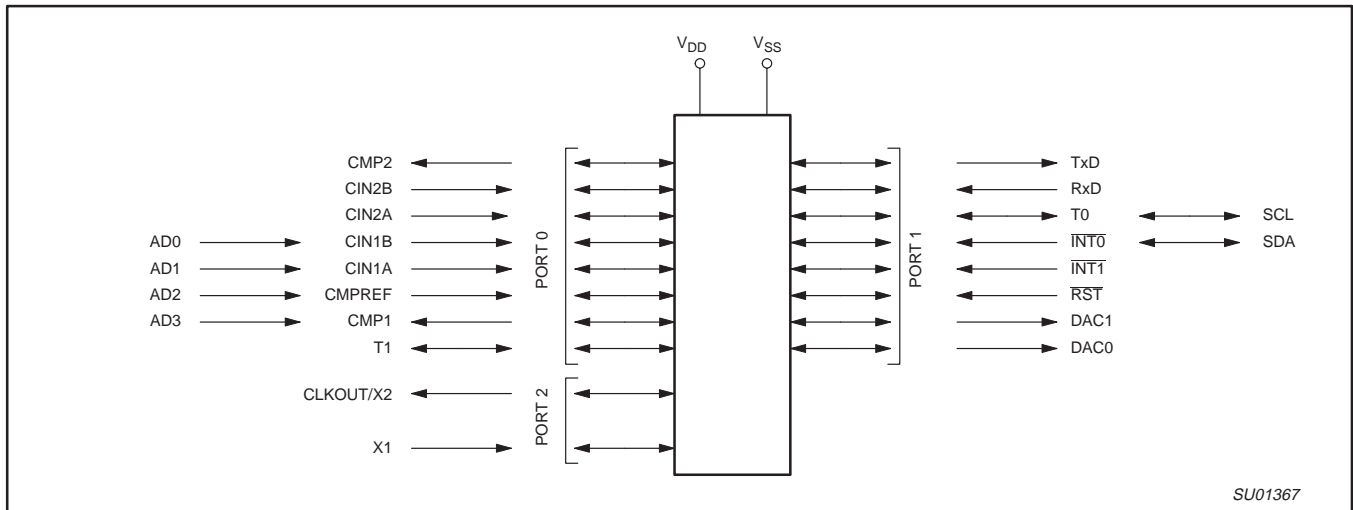 VDD VSS
CMP2 TxD
CIN2B RxD
CIN2A T0 SCL
AD0 CIN1B INT0 SDA
AD1 CIN1A INT1
AD2 CMPREF RST
AD3 CMP1 DAC1
T1 DAC0
PORT 0
PORT 1
CLKOUT/X2
X1
PORT 2
SU01367